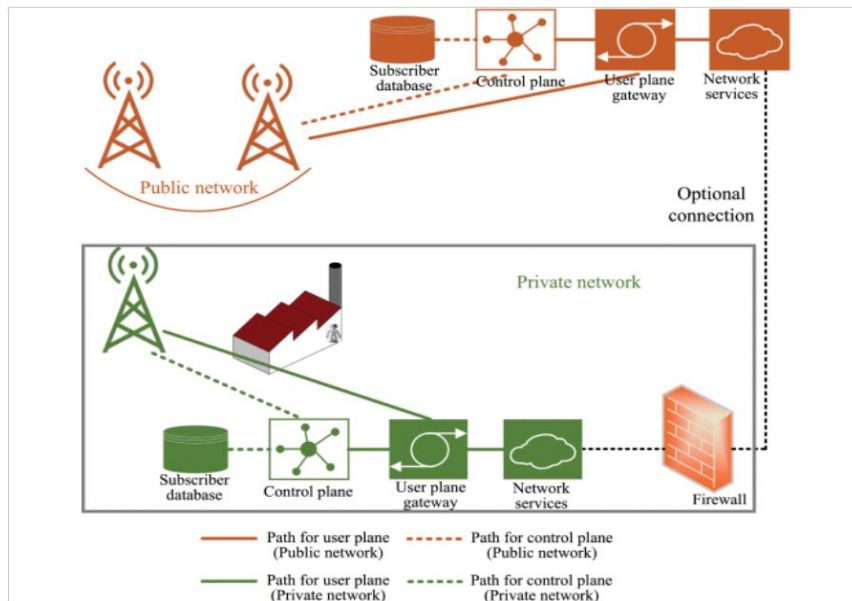 Subscriber
database
Control plane
User plane
gateway
Network
services
Public network
Optional
connection
Private network
Subscriber
database
Control plane
User plane
gateway
Network
services
Firewall
Path for user plane
(Public network)
Path for control plane
(Public network)
Path for user plane
(Private network)
Path for control plane
(Private network)